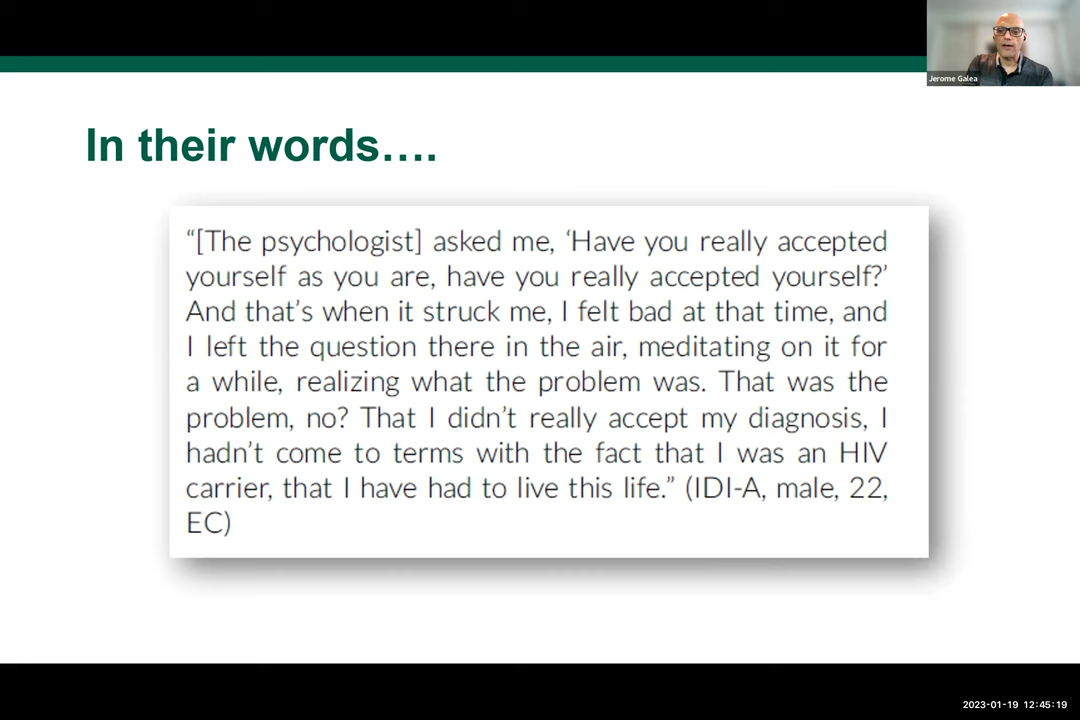 Jerome Galea
In their words….
“[The psychologist] asked me, ‘Have you really accepted
yourself as you are, have you really accepted yourself?’
And that’s when it struck me, I felt bad at that time, and
I left the question there in the air, meditating on it for
a while, realizing what the problem was. That was the
problem, no? That I didn’t really accept my diagnosis, I
hadn’t come to terms with the fact that I was an HIV
carrier, that I have had to live this life.” (IDI-A, male, 22,
EC)
2023-01-19 12:45:19